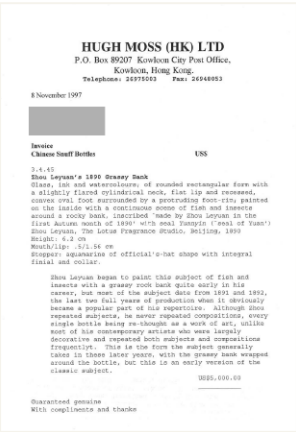 HUGH MOSS (HK) LTD
P.O. Box 89207 Kowloon City Post Office,
Kowloon, Hong Kong.
Telephone: 26975003 Fax: 26948853
8 November 1997
Invoice
Chinese Snuff Bottles US$
3.4.45
Zhou Leyuan's 1890 Grassy Bank
Glass, ink and watercolours; of rounded rectangular form with
a slightly flared cylindrical neck, flat lip and recessed,
convex oval foot surrounded by a protruding foot-rim; painted
on the inside with a continuous scene of fish and insects
around a rocky bank, inscribed 'made by Zhou Leyuan in the
first Autumn month of 1890' with seal Yuanyin ('Seal of Yuan')
Zhou Leyuan, The Lotus Fragrance Studio, Beijing, 1890
Height: 6.2 cm
Mouth/lip: .5/1.56 cm
Stopper: aquamarine of official's-hat shape with integral
finial and collar.
Zhou Leyuan began to paint this subject of fish and
insects with a grassy rock bank quite early in his
career, but most of the subject date from 1891 and 1892,
the last two full years of production when it obviously
became a popular part of his repertoire. Although Zhou
repeated subjects, he never repeated compositions, every
single bottle being re-thought as a work of art, unlike
most of his contemporary artists who were largely
decorative and repeated both subjects and compositions
frequently. This is the form the subject generally
takes in these later years, with the grassy bank wrapped
around the bottle, but this is an early version of the
classic subject.
US$5,000.00
Guaranteed genuine
With compliments and thanks